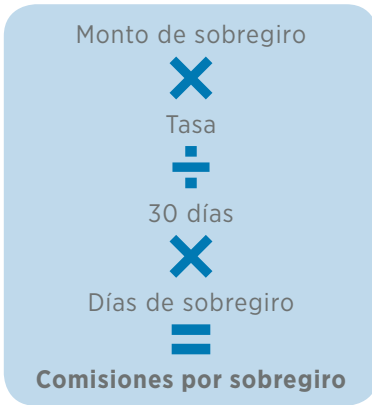 Monto de sobregiro
×
Tasa
÷
30 días
×
Días de sobregiro
=
Comisiones por sobregiro